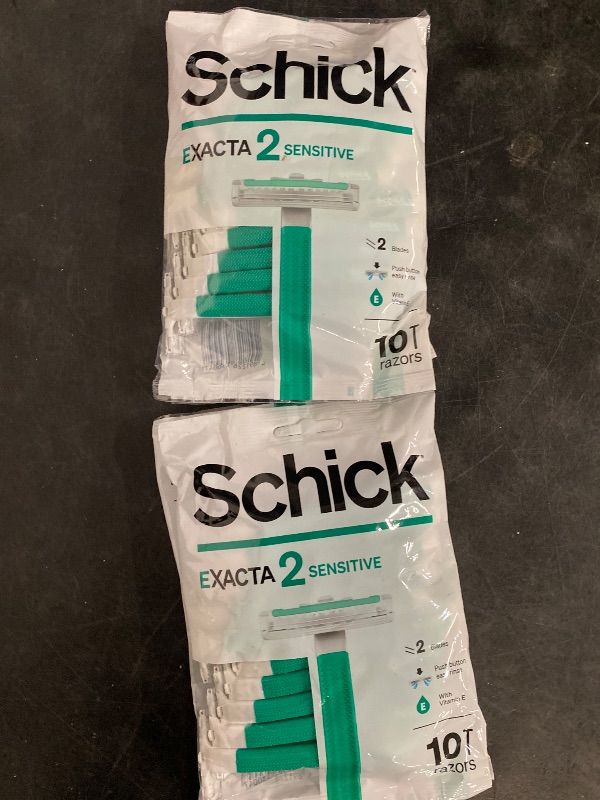 Schick
EXACTA 2 SENSITIVE
2 Blades
Push button
easy rinse
E
With
Vitamin E
10
razors
Schick
EXACTA 2 SENSITIVE
2 Blades
Push button
easy rinse
E
With
Vitamin E
10
razors